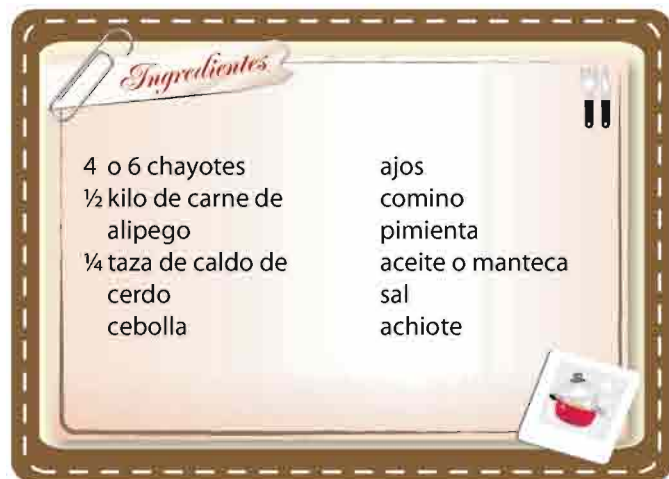 Ingredientes
4 o 6 chayotes
½ kilo de carne de
alipego
¼ taza de caldo de
cerdo
cebolla
ajos
comino
pimienta
aceite o manteca
sal
achiote